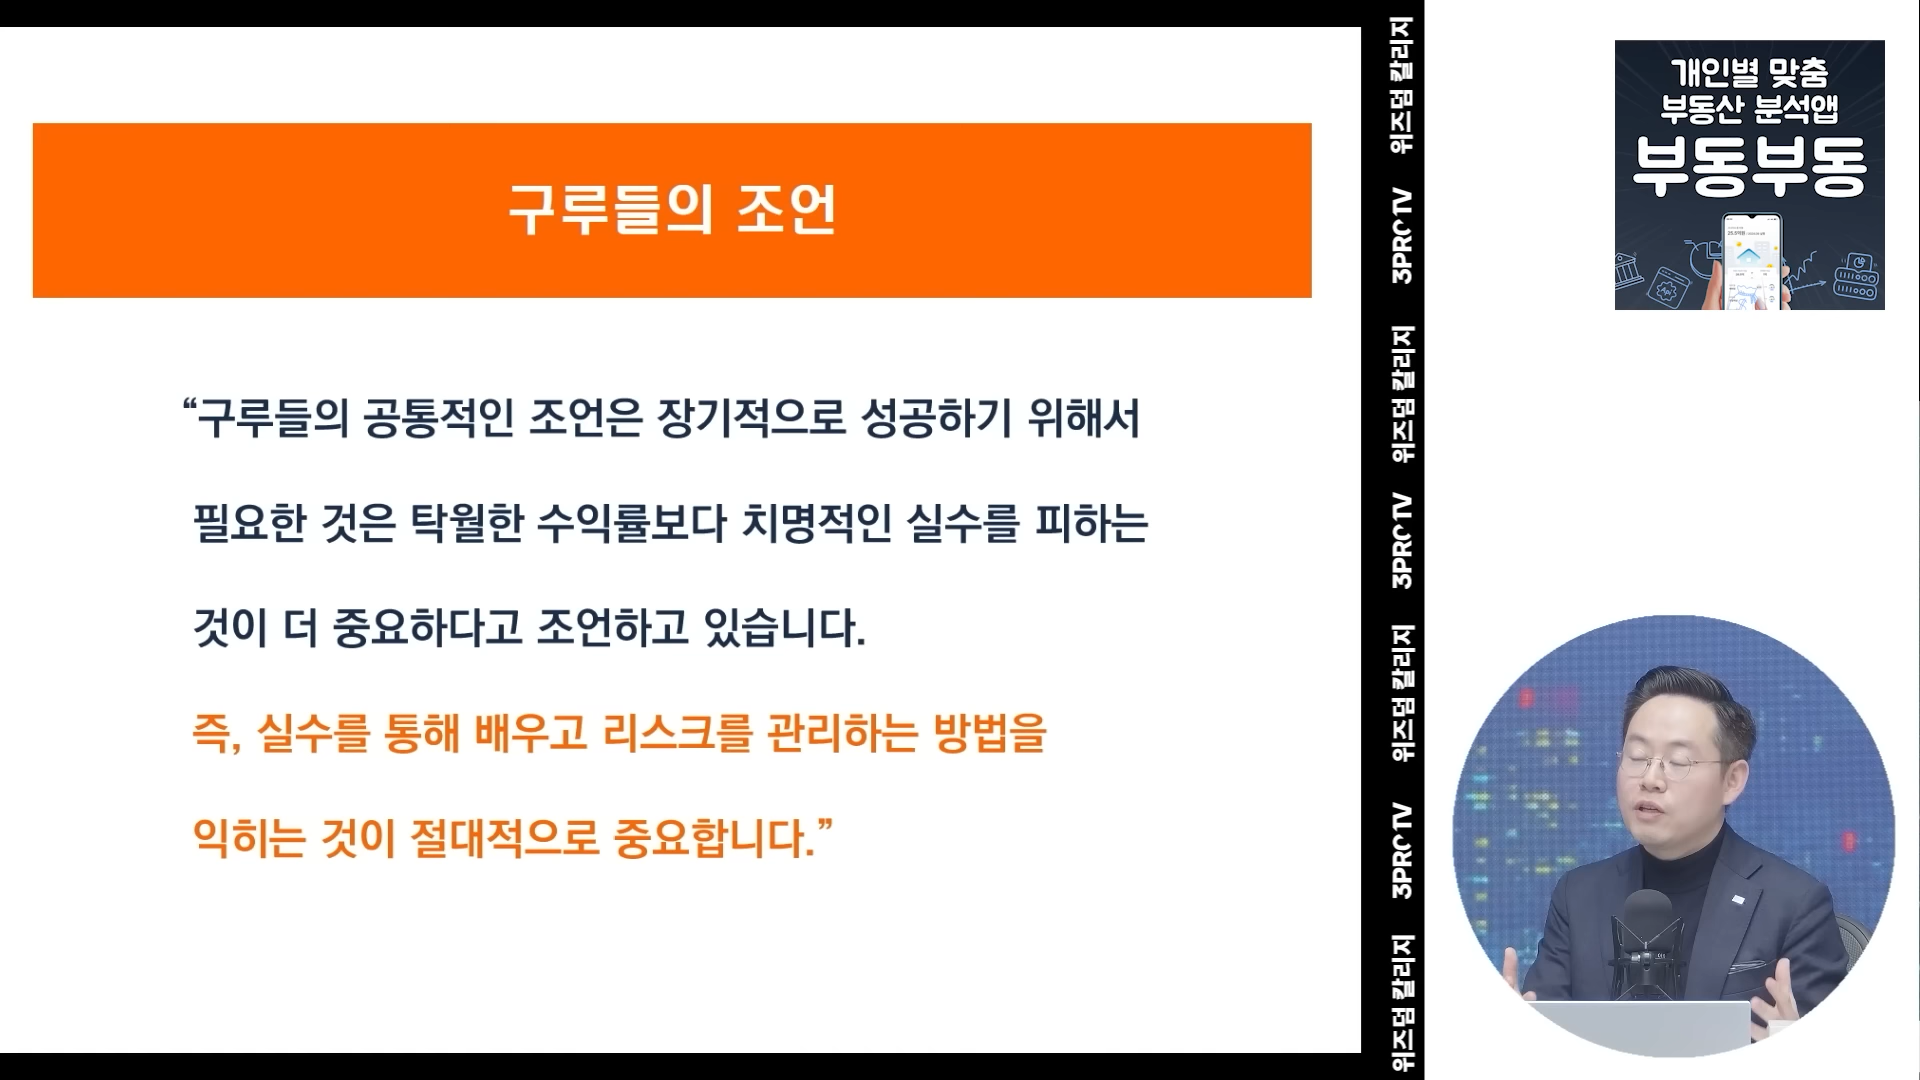 구루들의 조언
“구루들의 공통적인 조언은 장기적으로 성공하기 위해서
필요한 것은 탁월한 수익률보다 치명적인 실수를 피하는
것이 더 중요하다고 조언하고 있습니다.
즉, 실수를 통해 배우고 리스크를 관리하는 방법을
익히는 것이 절대적으로 중요합니다.”
위즈덤 칼리지
3PROTV
위즈덤 칼리지
3PROTV
위즈덤 칼리지
3PROTV
위즈덤 칼리지
개인별 맞춤
부동산 분석앱
부동부동